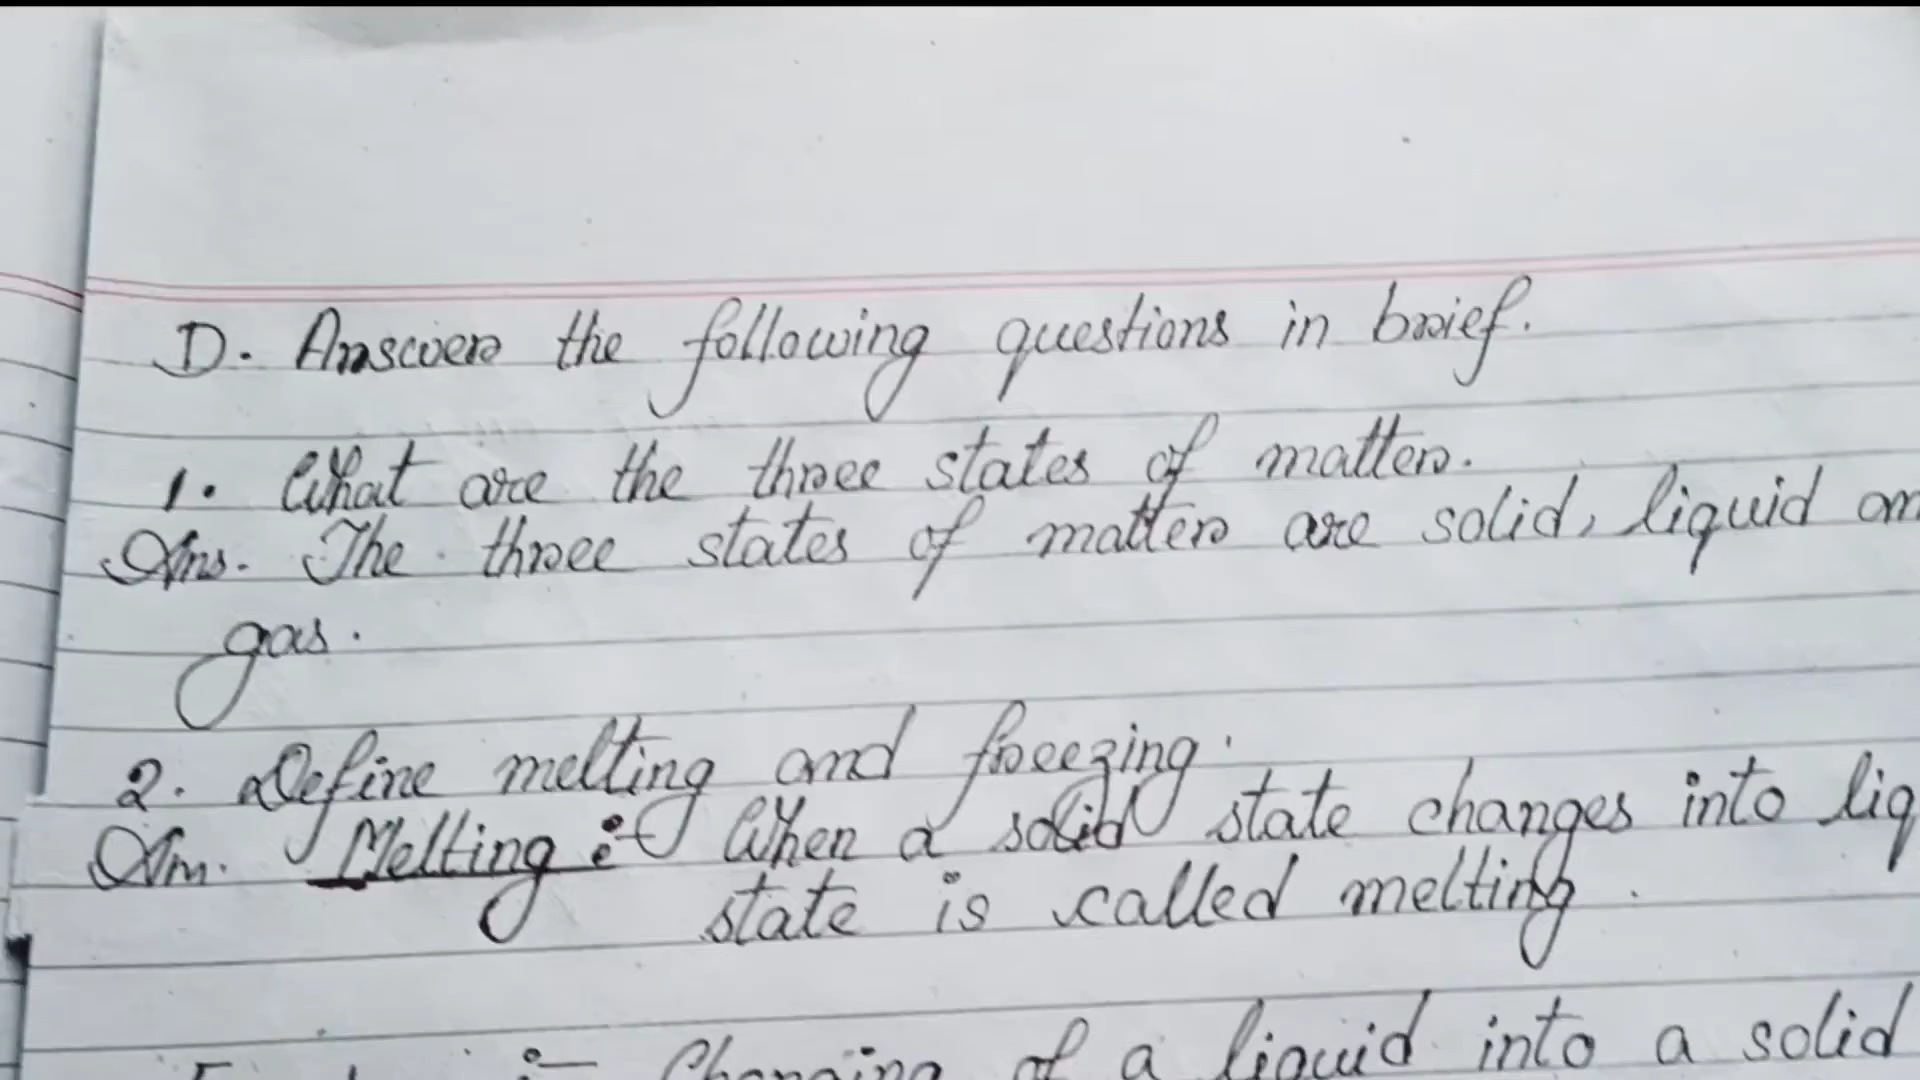 D. Answer the following questions in brief.
1. What are the three states of matter.
Ans. The three states of matter are solid, liquid
gas.
2. Define melting and freezing.
Ans. Melting :- When a solid state changes into
state is called melting.
:- Changing of a liquid into a solid